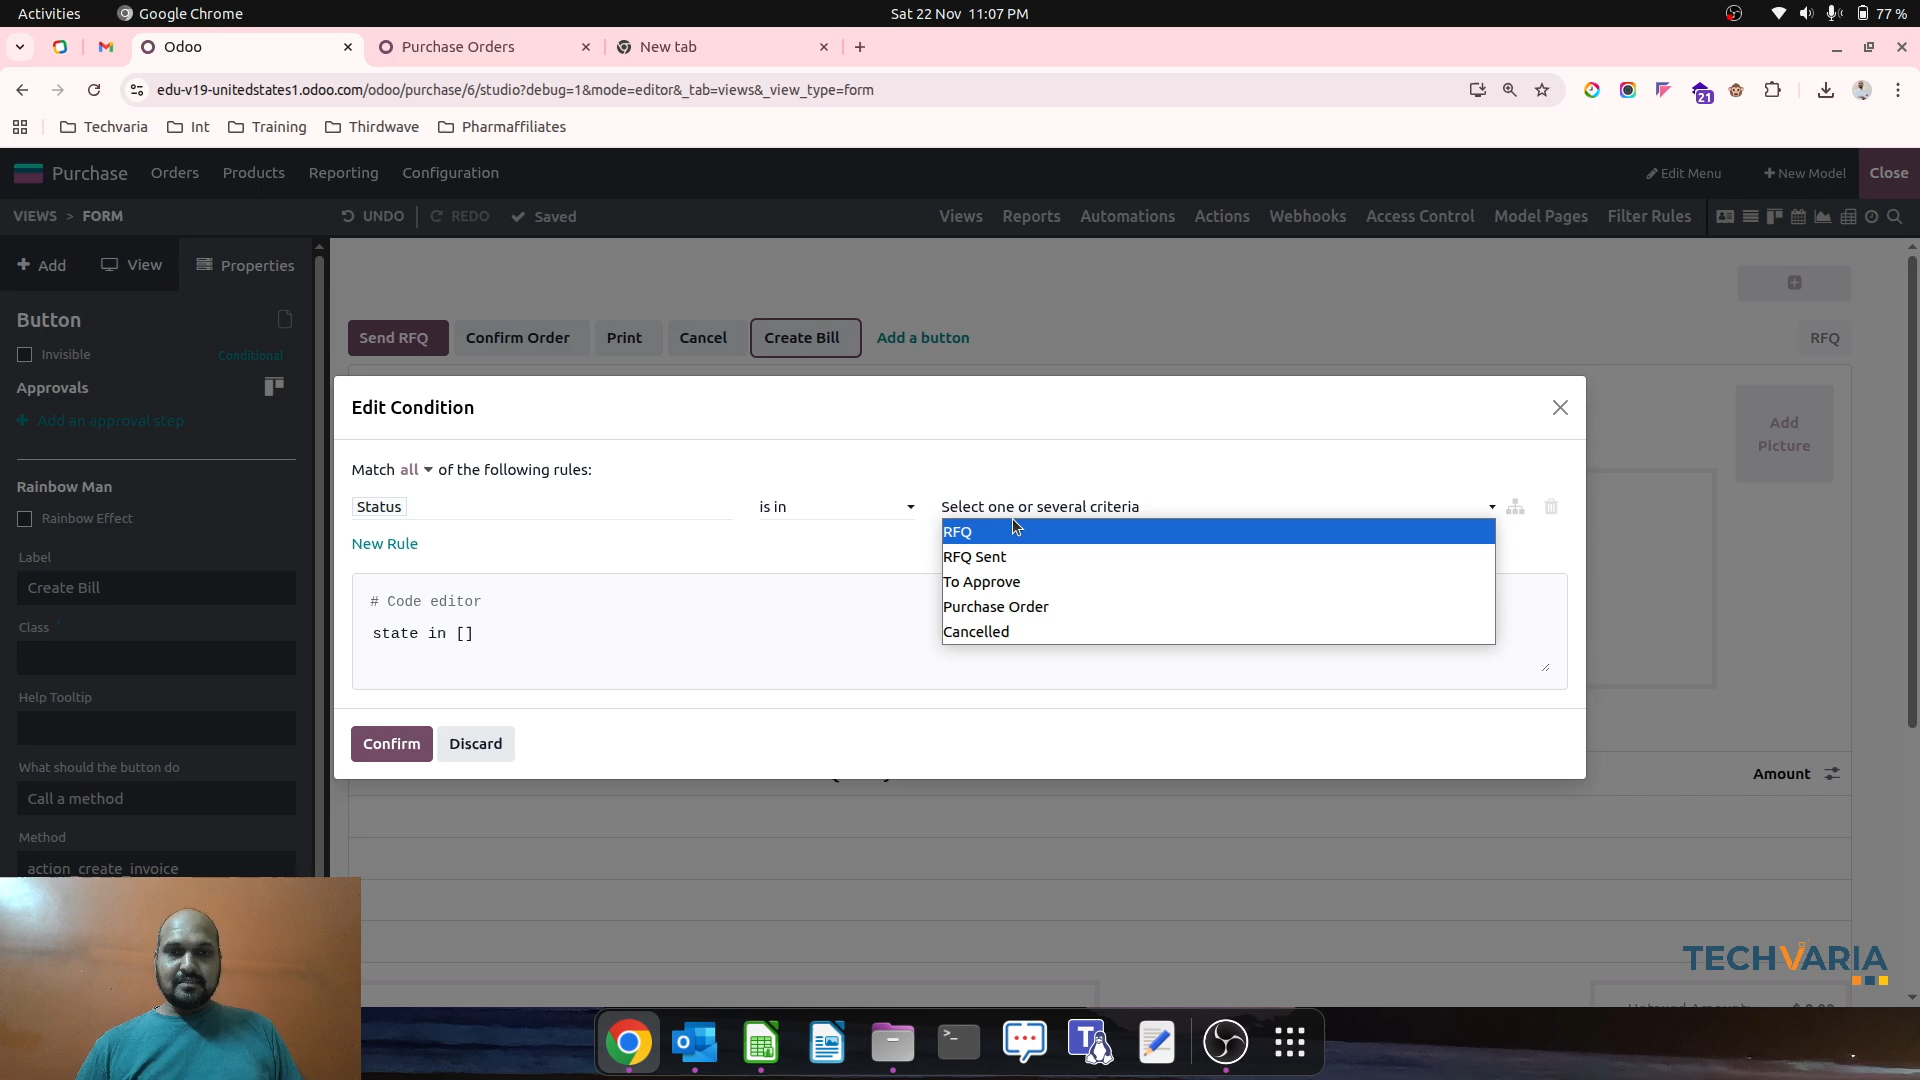 Activities
Google Chrome
Sat 22 Nov 11:07 PM
77 %
Odoo
Purchase Orders
New tab
edu-v19-unitedstates1.odoo.com/odoo/purchase/6/studio?debug=1&mode=editor&_tab=views&_view_type=form
21
Techvaria
Int
Training
Thirdwave
Pharmaffiliates
Purchase
Orders
Products
Reporting
Configuration
Edit Menu
New Model
Close
VIEWS > FORM
UNDO
REDO
Saved
Views
Reports
Automations
Actions
Webhooks
Access Control
Model Pages
Filter Rules
Add
View
Properties
Button
Invisible
Conditional
Approvals
Add an approval step
Rainbow Man
Rainbow Effect
Label
Create Bill
Class
?
Help Tooltip
What should the button do
Call a method
Method
action_create_invoice
Send RFQ
Confirm Order
Print
Cancel
Create Bill
Add a button
RFQ
Add
Picture
Edit Condition
Match all of the following rules:
Status
is in
Select one or several criteria
RFQ
RFQ Sent
To Approve
Purchase Order
Cancelled
New Rule
# Code editor
state in []
Confirm
Discard
Amount
TECHVARIA